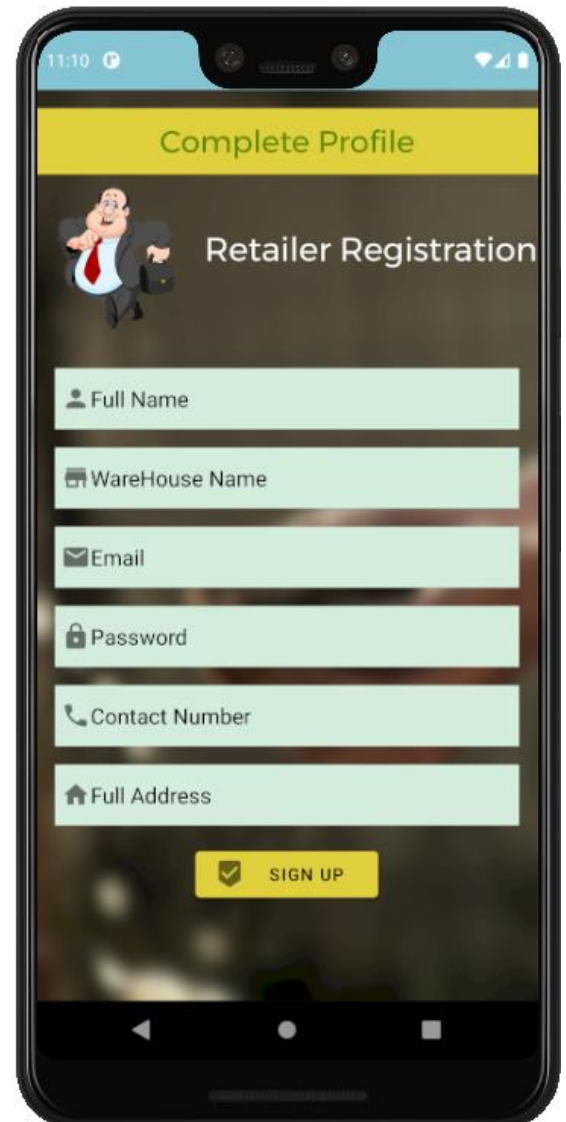 11:10
Complete Profile
Retailer Registration
Full Name
WareHouse Name
Email
Password
Contact Number
Full Address
SIGN UP